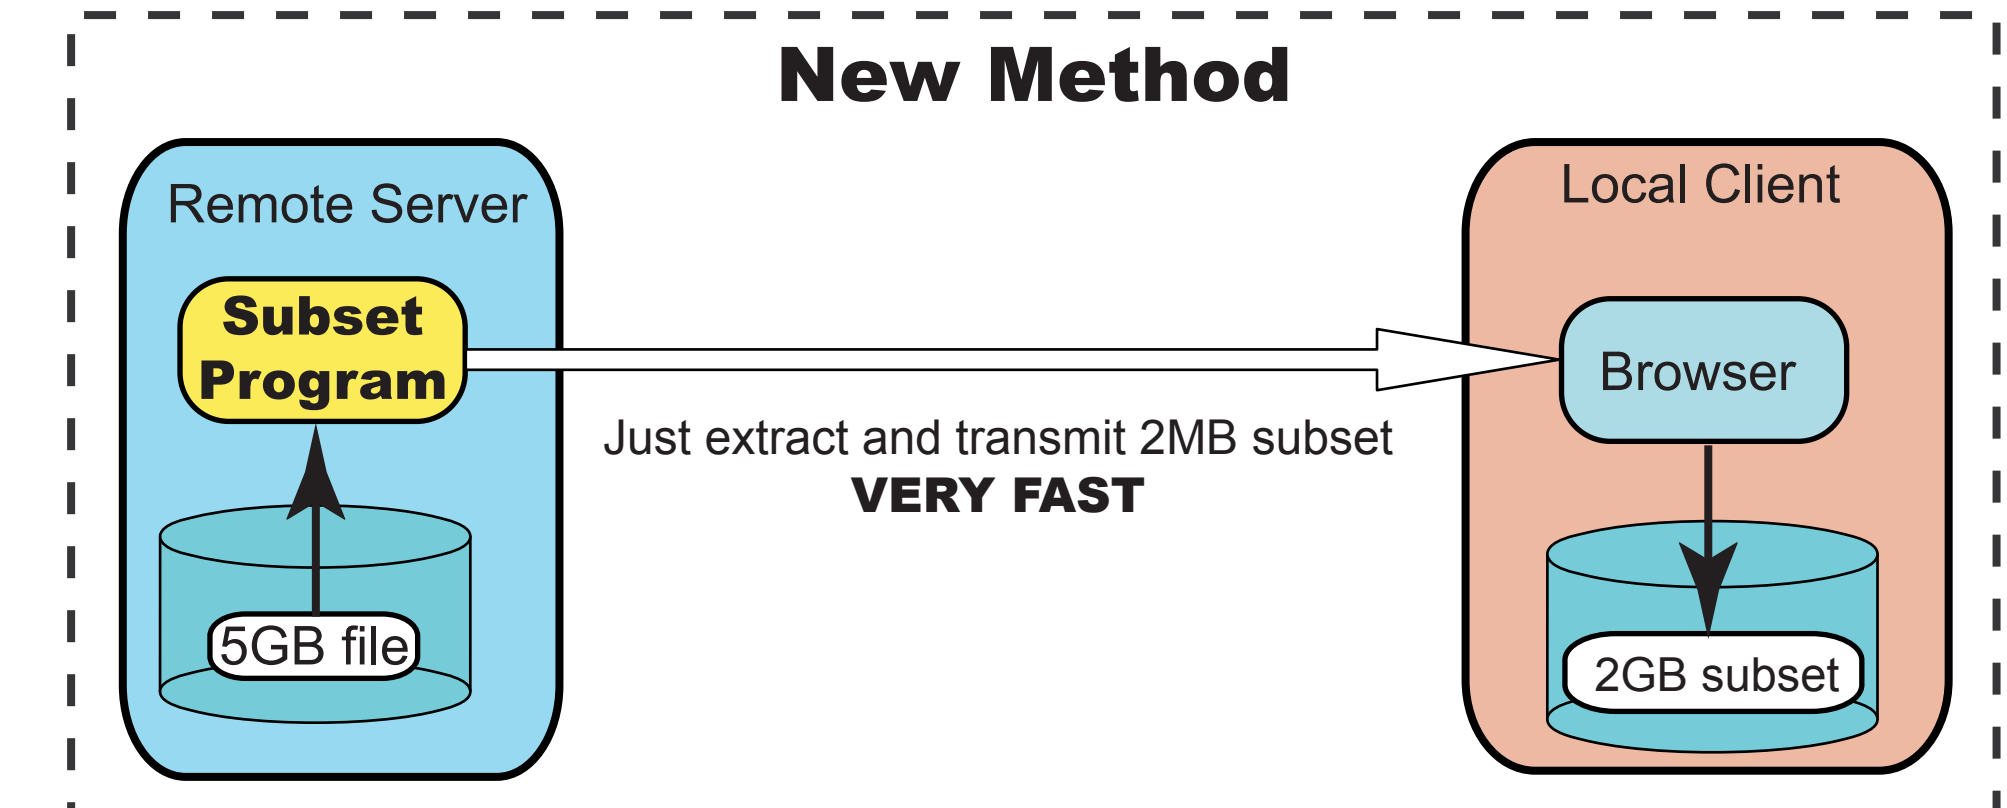 New Method
Remote Server
Local Client
Subset
Program
Browser
Just extract and transmit 2MB subset
VERY FAST
5GB file
2GB subset